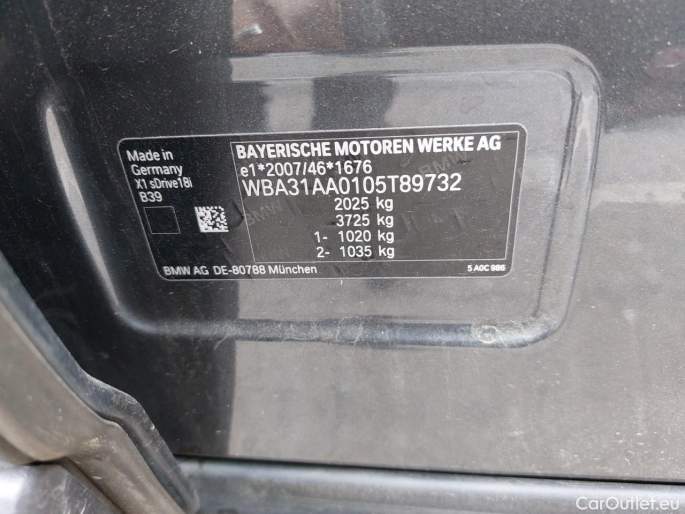 Made in
Germany
X1 sDrive18i
B39
BAYERISCHE MOTOREN WERKE AG
e1*2007/46*1676
WBA31AA0105T89732
2025 kg
3725 kg
1- 1020 kg
2- 1035 kg
BMW AG DE-80788 München
5 A0C 986
CarOutlet.eu